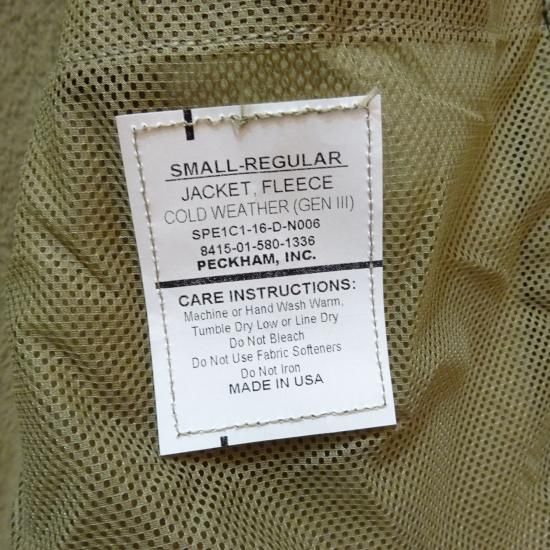 SMALL-REGULAR
JACKET, FLEECE
COLD WEATHER (GEN III)
SPE1C1-16-D-N006
8415-01-580-1336
PECKHAM, INC.
CARE INSTRUCTIONS:
Machine or Hand Wash Warm,
Tumble Dry Low or Line Dry
Do Not Bleach
Do Not Use Fabric Softeners
Do Not Iron
MADE IN USA